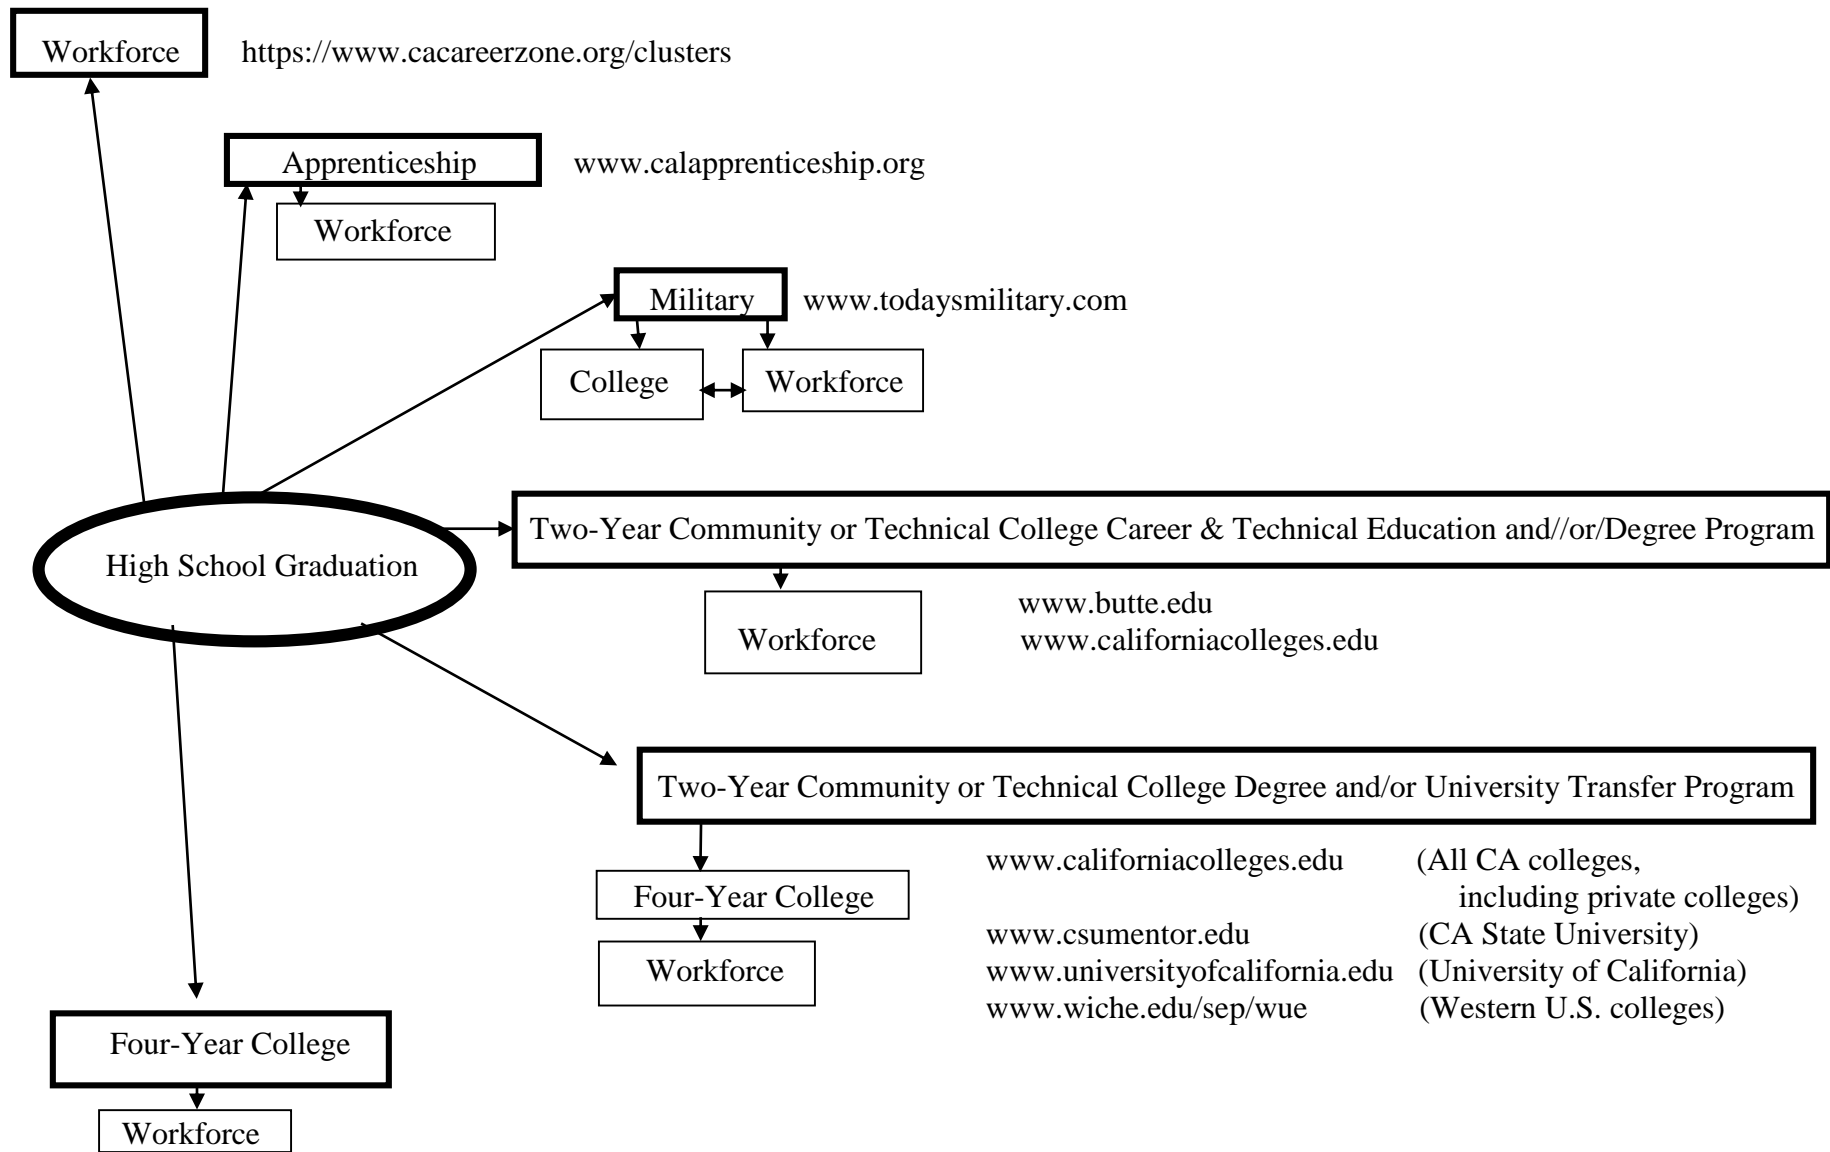 Workforce https://www.cacareerzone.org/clusters
Apprenticeship www.calapprenticeship.org
Workforce
Military www.todaysmilitary.com
College Workforce
Two-Year Community or Technical College Career & Technical Education and//or/Degree Program
High School Graduation
www.butte.edu
Workforce www.californiacolleges.edu
Two-Year Community or Technical College Degree and/or University Transfer Program
www.californiacolleges.edu (All CA colleges,
Four-Year College including private colleges)
www.csumentor.edu (CA State University)
Workforce www.universityofcalifornia.edu (University of California)
www.wiche.edu/sep/wue (Western U.S. colleges)
Four-Year College
Workforce